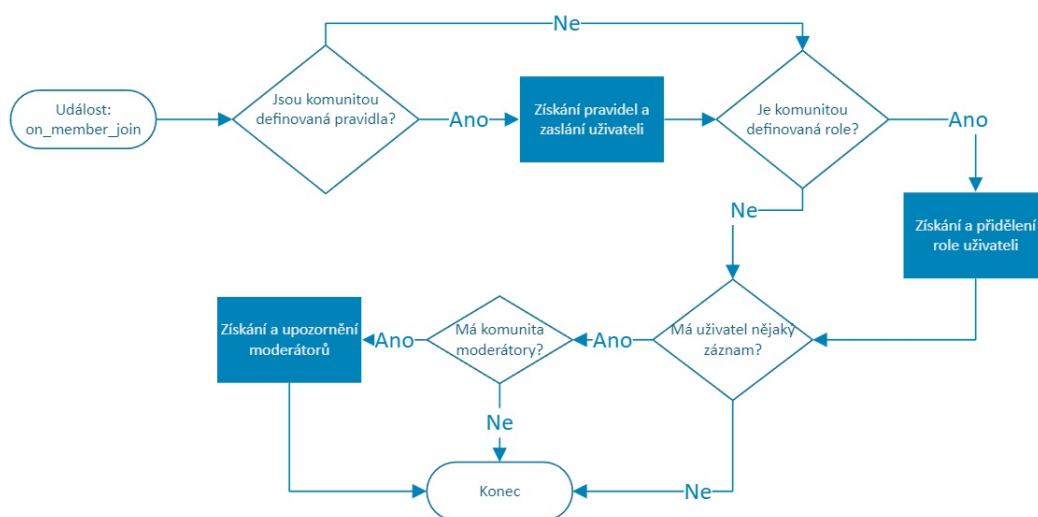 Ne
Událost:
on_member_join
Jsou komunitou
definovaná pravidla?
Ano
Získání pravidel a
zaslání uživateli
Je komunitou
definovaná role?
Ano
Ne
Získání a přidělení
role uživateli
Získání a upozornění
moderátorů
Ano
Má komunita
moderátory?
Ano
Má uživatel nějaký
záznam?
Ne
Konec
Ne